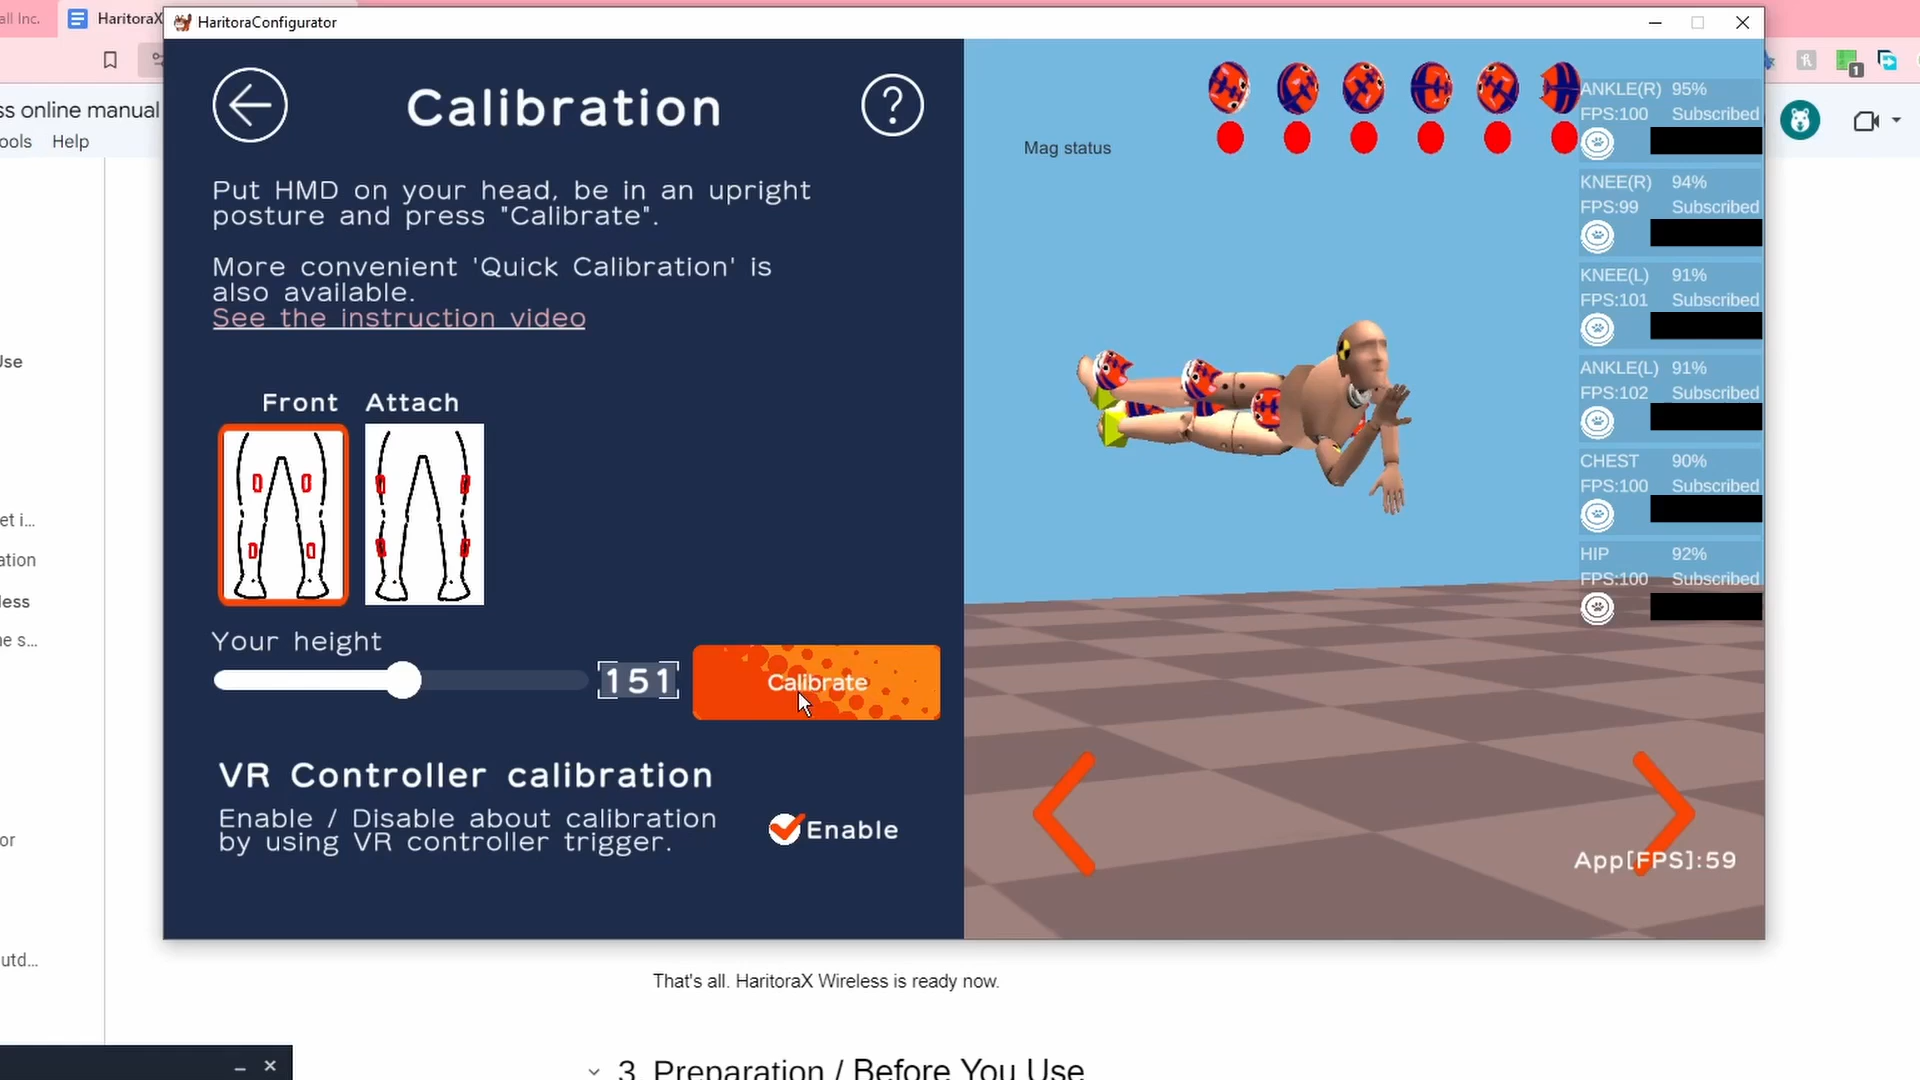 all Inc.
HaritoraX
HaritoraConfigurator
ss online manual
ools Help
Use
et i...
ation
less
ne s...
or
utd...
Calibration
?
Put HMD on your head, be in an upright
posture and press "Calibrate".
More convenient 'Quick Calibration' is
also available.
See the instruction video
Front Attach
Your height
151
Calibrate
VR Controller calibration
Enable / Disable about calibration
by using VR controller trigger.
Enable
Mag status
ANKLE(R) 95%
FPS:100 Subscribed
KNEE(R) 94%
FPS:99 Subscribed
KNEE(L) 91%
FPS:101 Subscribed
ANKLE(L) 91%
FPS:102 Subscribed
CHEST 90%
FPS:100 Subscribed
HIP 92%
FPS:100 Subscribed
App[FPS]:59
1
That's all. HaritoraX Wireless is ready now.
3. Preparation / Before You Use